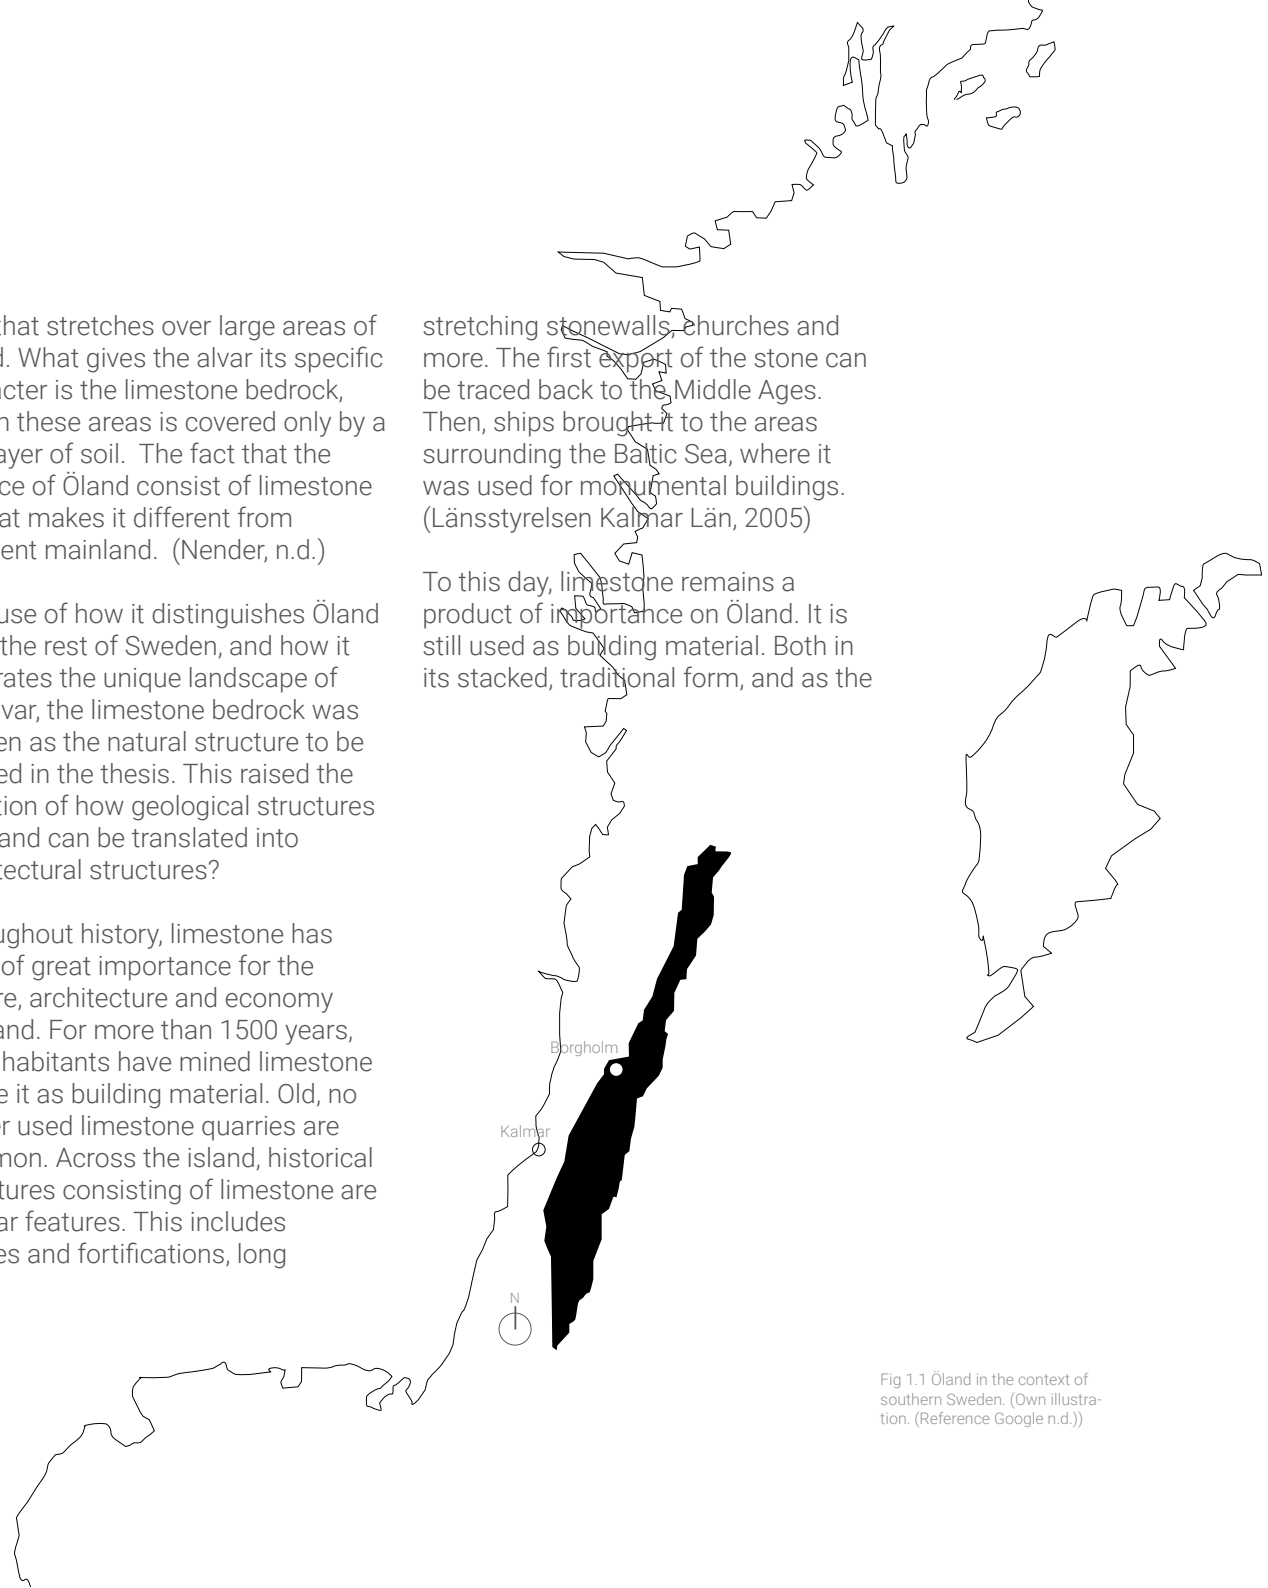 that stretches over large areas of
d. What gives the alvar its specific
acter is the limestone bedrock,
h these areas is covered only by a
ayer of soil.  The fact that the
ce of Öland consist of limestone
at makes it different from
ent mainland.  (Nender, n.d.)
use of how it distinguishes Öland
the rest of Sweden, and how it
rates the unique landscape of
var, the limestone bedrock was
en as the natural structure to be
ed in the thesis. This raised the
tion of how geological structures
and can be translated into
tectural structures?
ughout history, limestone has
of great importance for the
re, architecture and economy
and. For more than 1500 years,
habitants have mined limestone
e it as building material. Old, no
er used limestone quarries are
mon. Across the island, historical
tures consisting of limestone are
ar features. This includes
es and fortifications, long
stretching stonewalls, churches and
more. The first export of the stone can
be traced back to the Middle Ages.
Then, ships brought it to the areas
surrounding the Baltic Sea, where it
was used for monumental buildings.
(Länsstyrelsen Kalmar Län, 2005)
To this day, limestone remains a
product of importance on Öland. It is
still used as building material. Both in
its stacked, traditional form, and as the
Borgholm
Kalmar
N
Fig 1.1 Öland in the context of
southern Sweden. (Own illustra-
tion. (Reference Google n.d.))